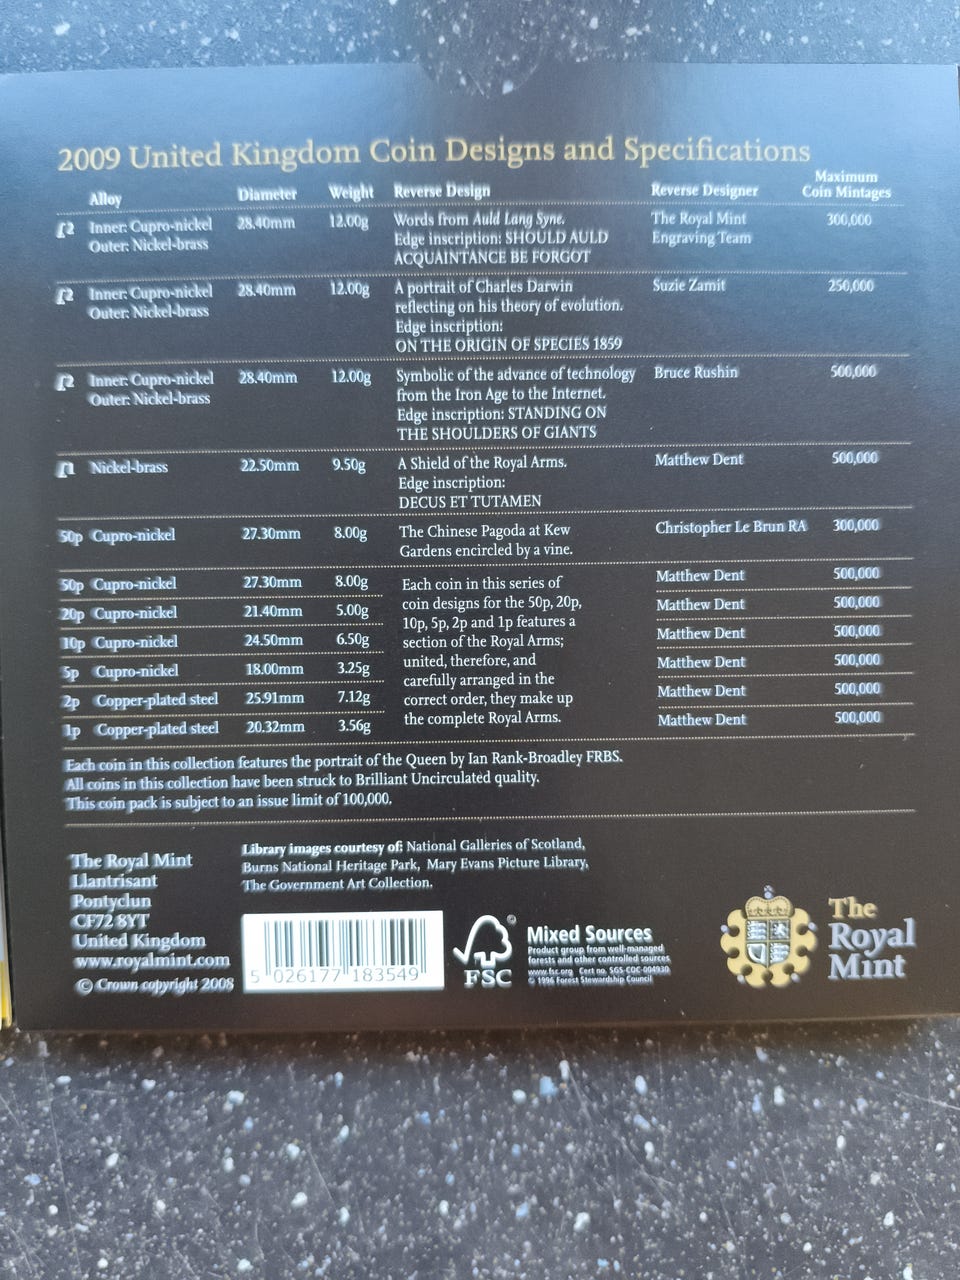 2009 United Kingdom Coin Designs and Specifications
Alloy Diameter Weight Reverse Design Reverse Designer Maximum Coin Mintages
£2 Inner: Cupro-nickel 28.40mm 12.00g Words from Auld Lang Syne. The Royal Mint 300,000
Outer: Nickel-brass Edge inscription: SHOULD AULD Engraving Team
ACQUAINTANCE BE FORGOT
£2 Inner: Cupro-nickel 28.40mm 12.00g A portrait of Charles Darwin Suzie Zamit 250,000
Outer: Nickel-brass reflecting on his theory of evolution.
Edge inscription:
ON THE ORIGIN OF SPECIES 1859
£2 Inner: Cupro-nickel 28.40mm 12.00g Symbolic of the advance of technology Bruce Rushin 500,000
Outer: Nickel-brass from the Iron Age to the Internet.
Edge inscription: STANDING ON
THE SHOULDERS OF GIANTS
£1 Nickel-brass 22.50mm 9.50g A Shield of the Royal Arms. Matthew Dent 500,000
Edge inscription:
DECUS ET TUTAMEN
50p Cupro-nickel 27.30mm 8.00g The Chinese Pagoda at Kew Christopher Le Brun RA 300,000
Gardens encircled by a vine.
50p Cupro-nickel 27.30mm 8.00g Each coin in this series of Matthew Dent 500,000
20p Cupro-nickel 21.40mm 5.00g coin designs for the 50p, 20p, Matthew Dent 500,000
10p, 5p, 2p and 1p features a
10p Cupro-nickel 24.50mm 6.50g section of the Royal Arms; Matthew Dent 500,000
5p Cupro-nickel 18.00mm 3.25g united, therefore, and Matthew Dent 500,000
carefully arranged in the
2p Copper-plated steel 25.91mm 7.12g correct order, they make up Matthew Dent 500,000
1p Copper-plated steel 20.32mm 3.56g the complete Royal Arms. Matthew Dent 500,000
Each coin in this collection features the portrait of the Queen by Ian Rank-Broadley FRBS.
All coins in this collection have been struck to Brilliant Uncirculated quality.
This coin pack is subject to an issue limit of 100,000.
The Royal Mint
Llantrisant
Pontyclun
CF72 8YT
United Kingdom
www.royalmint.com
© Crown copyright 2008
Library images courtesy of: National Galleries of Scotland,
Burns National Heritage Park, Mary Evans Picture Library,
The Government Art Collection.
5 026177 183549
FSC
Mixed Sources
Product group from well-managed
forests and other controlled sources
www.fsc.org Cert no. SGS-COC-004930
© 1996 Forest Stewardship Council
The
Royal
Mint